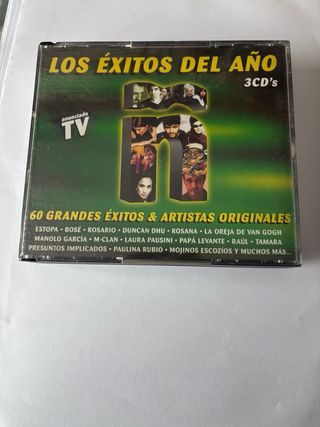 LOS ÉXITOS DEL AÑO
3CD's
anunciado
TV
ñ
60 GRANDES ÉXITOS & ARTISTAS ORIGINALES
ESTOPA • BOSÉ • ROSARIO • DUNCAN DHU • ROSANA • LA OREJA DE VAN GOGH
MANOLO GARCÍA • M-CLAN • LAURA PAUSINI • PAPÁ LEVANTE • RAÚL • TAMARA
PRESUNTOS IMPLICADOS • PAULINA RUBIO • MOJINOS ESCOZÍOS Y MUCHOS MAS...